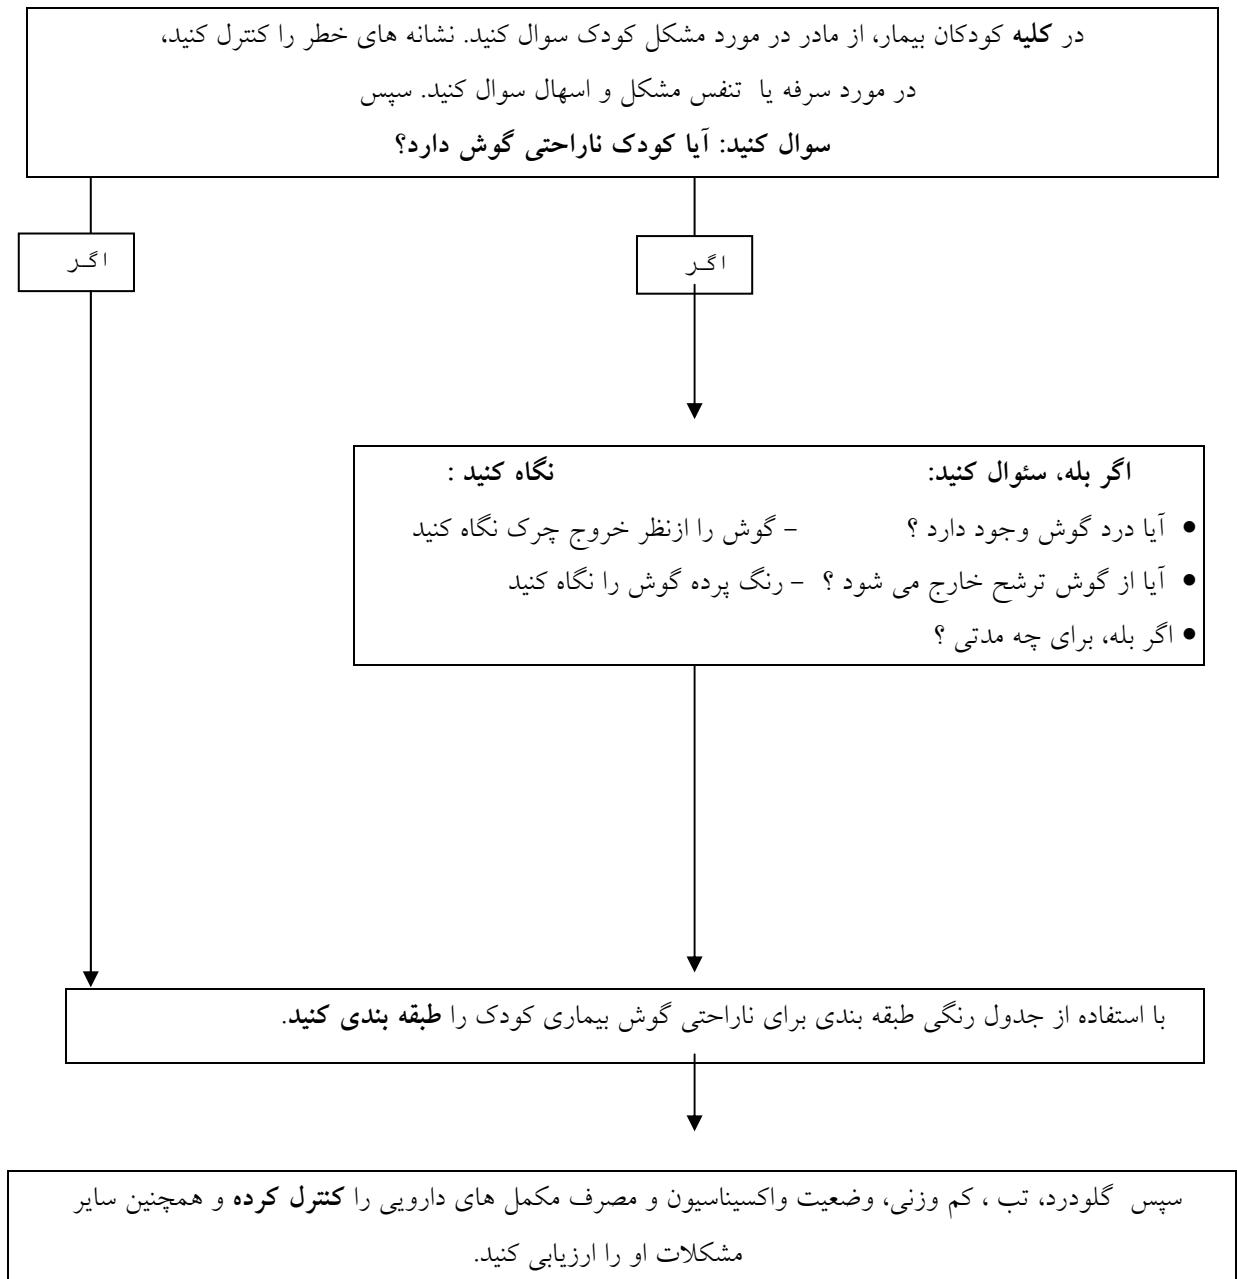 در کلیه کودکان بیمار، از مادر در مورد مشکل کودک سوال کنید. نشانه های خطر را کنترل کنید،
در مورد سرفه یا تنفس مشکل و اسهال سوال کنید. سپس
سوال کنید: آیا کودک ناراحتی گوش دارد؟
اگر
اگر
اگر بله، سئوال کنید: نگاه کنید :
• آیا درد گوش وجود دارد ؟ – گوش را ازنظر خروج چرک نگاه کنید
• آیا از گوش ترشح خارج می شود ؟ – رنگ پرده گوش را نگاه کنید
• اگر بله، برای چه مدتی ؟
با استفاده از جدول رنگی طبقه بندی برای ناراحتی گوش بیماری کودک را طبقه بندی کنید.
سپس گلودرد، تب ، کم وزنی، وضعیت واکسیناسیون و مصرف مکمل های دارویی را کنترل کرده و همچنین سایر
مشکلات او را ارزیابی کنید.